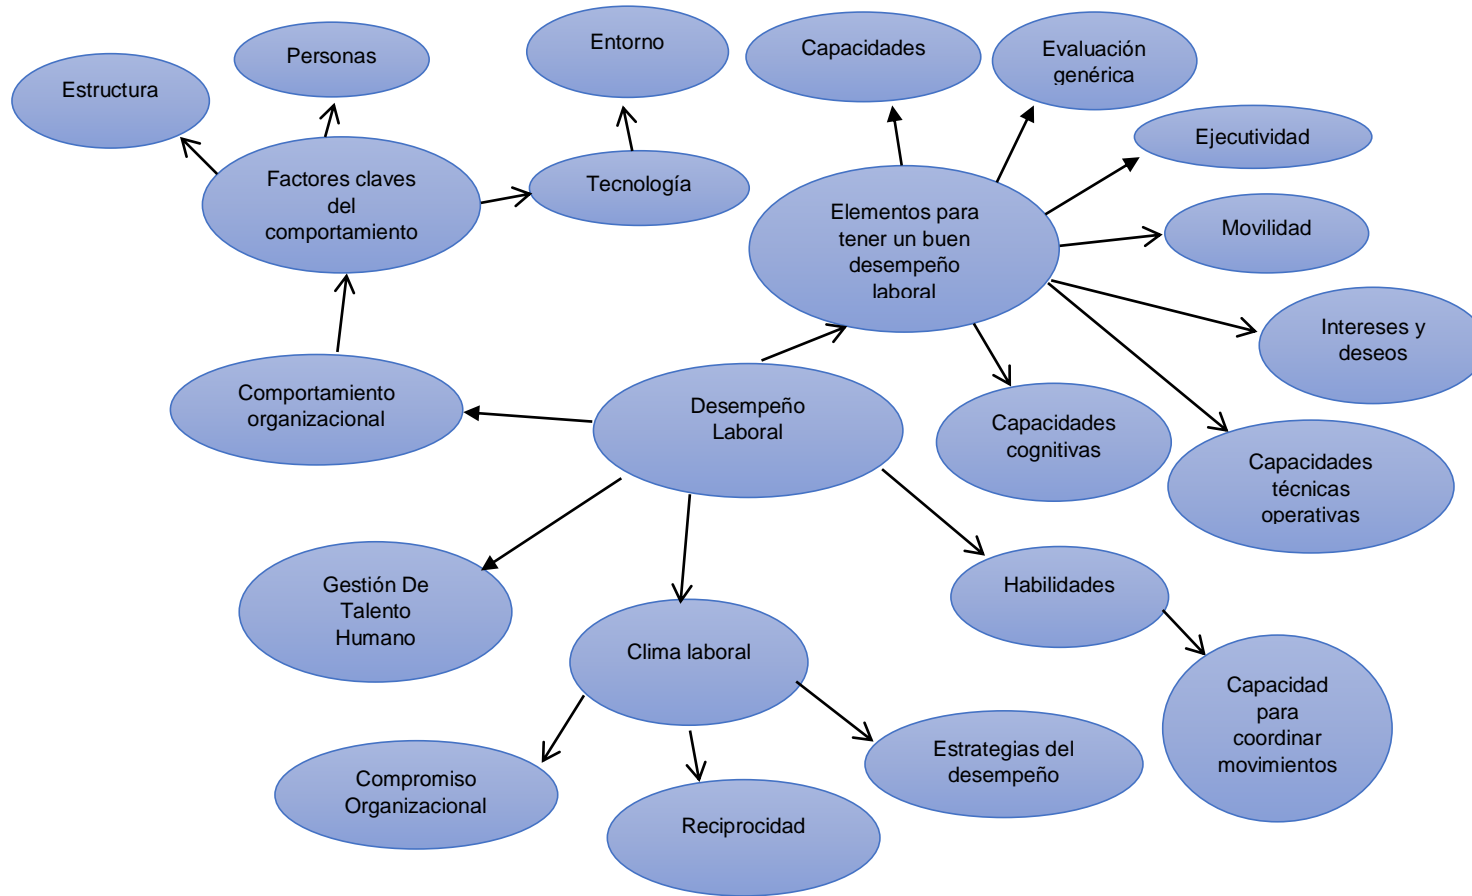 Entorno
Capacidades
Evaluación
genérica
Personas
Estructura
Ejecutividad
Factores claves
del
comportamiento
Tecnología
Elementos para
tener un buen
desempeño
laboral
Movilidad
Intereses y
deseos
Comportamiento
organizacional
Desempeño
Laboral
Capacidades
cognitivas
Capacidades
técnicas
operativas
Gestión De
Talento
Humano
Habilidades
Clima laboral
Capacidad
para
coordinar
movimientos
Estrategias del
desempeño
Compromiso
Organizacional
Reciprocidad